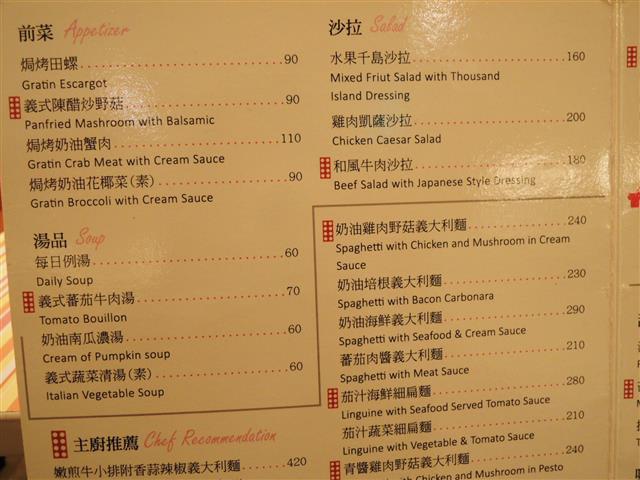 前菜 Appetizer
焗烤田螺 90
Gratin Escargot
義式陳醋炒野菇 90
Panfried Mashroom with Balsamic
焗烤奶油蟹肉 110
Gratin Crab Meat with Cream Sauce
焗烤奶油花椰菜(素) 90
Gratin Broccoli with Cream Sauce
湯品 Soup
每日例湯 60
Daily Soup
義式蕃茄牛肉湯 70
Tomato Bouillon
奶油南瓜濃湯 60
Cream of Pumpkin soup
義式蔬菜清湯(素) 60
Italian Vegetable Soup
主廚推薦 Chef Recommendation
嫩煎牛小排附香蒜辣椒義大利麵 420
沙拉 Salad
水果千島沙拉 160
Mixed Friut Salad with Thousand
Island Dressing
雞肉凱薩沙拉 200
Chicken Caesar Salad
和風牛肉沙拉 180
Beef Salad with Japanese Style Dressing
奶油雞肉野菇義大利麵 240
Spaghetti with Chicken and Mushroom in Cream
Sauce
奶油培根義大利麵 230
Spaghetti with Bacon Carbonara
奶油海鮮義大利麵 290
Spaghetti with Seafood & Cream Sauce
蕃茄肉醬義大利麵 210
Spaghetti with Meat Sauce
茄汁海鮮細扁麵 280
Linguine with Seafood Served Tomato Sauce
茄汁蔬菜細扁麵 210
Linguine with Vegetable & Tomato Sauce
青醬雞肉野菇義大利麵 240
Spaghetti with Chicken and Mushroom in Pesto